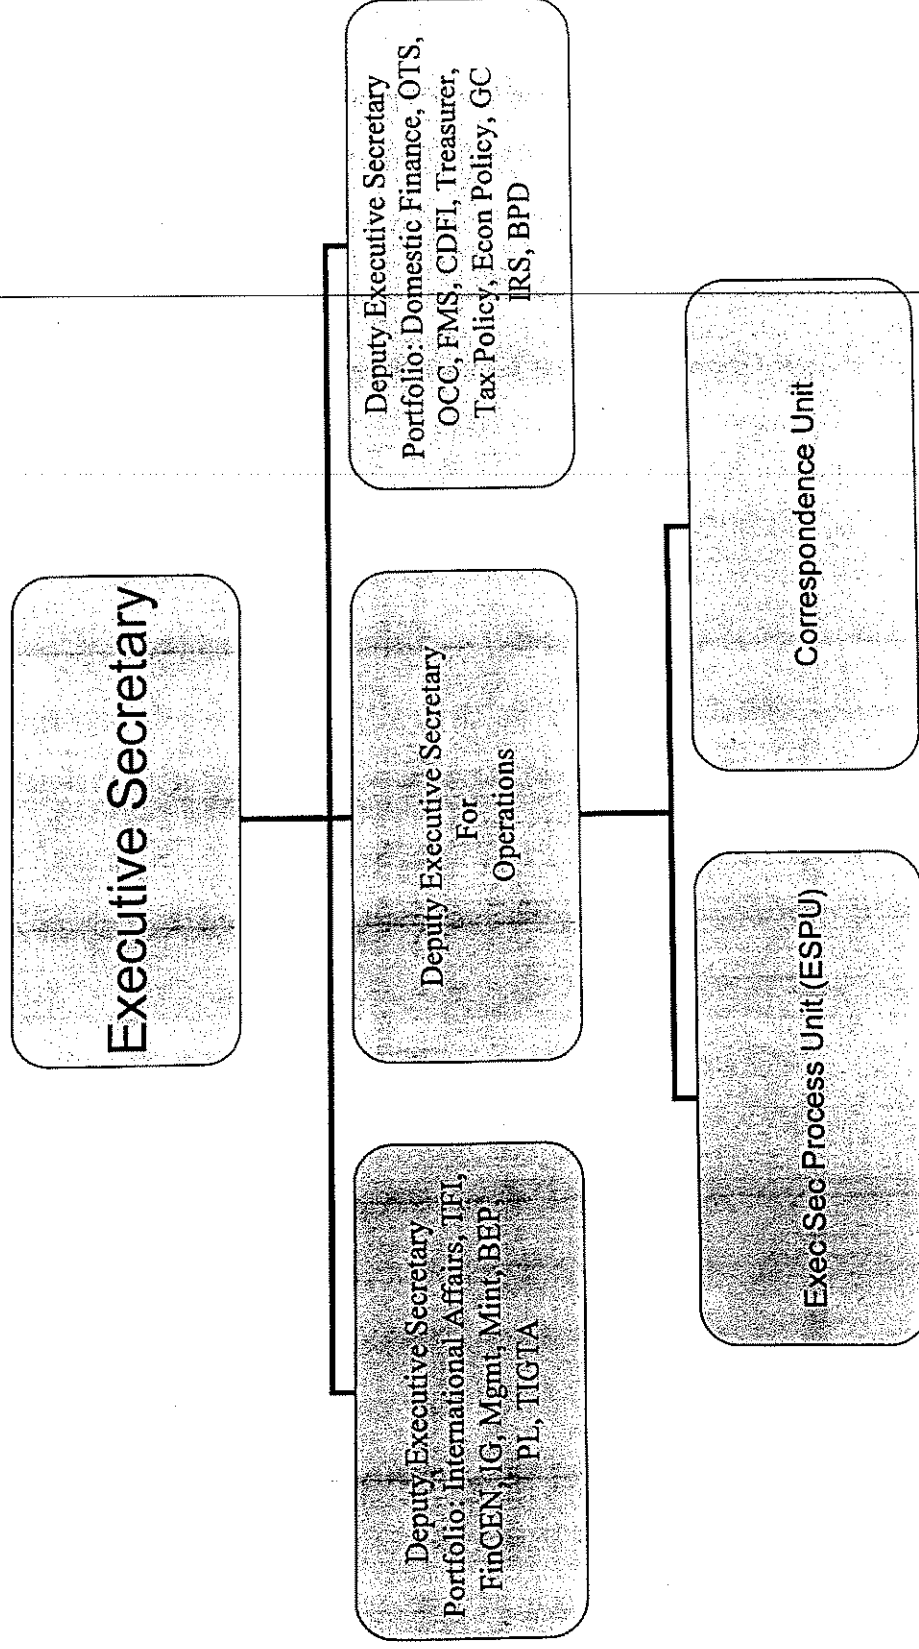 Executive Secretary
Deputy Executive Secretary
Portfolio: International Affairs, TFI,
FinCEN, IG, Mgmt, Mint, BEP,
PL, TIGTA
Deputy Executive Secretary
For
Operations
Deputy Executive Secretary
Portfolio: Domestic Finance, OTS,
OCC, FMS, CDFI, Treasurer,
Tax Policy, Econ Policy, GC
IRS, BPD
Exec Sec Process Unit (ESPU)
Correspondence Unit